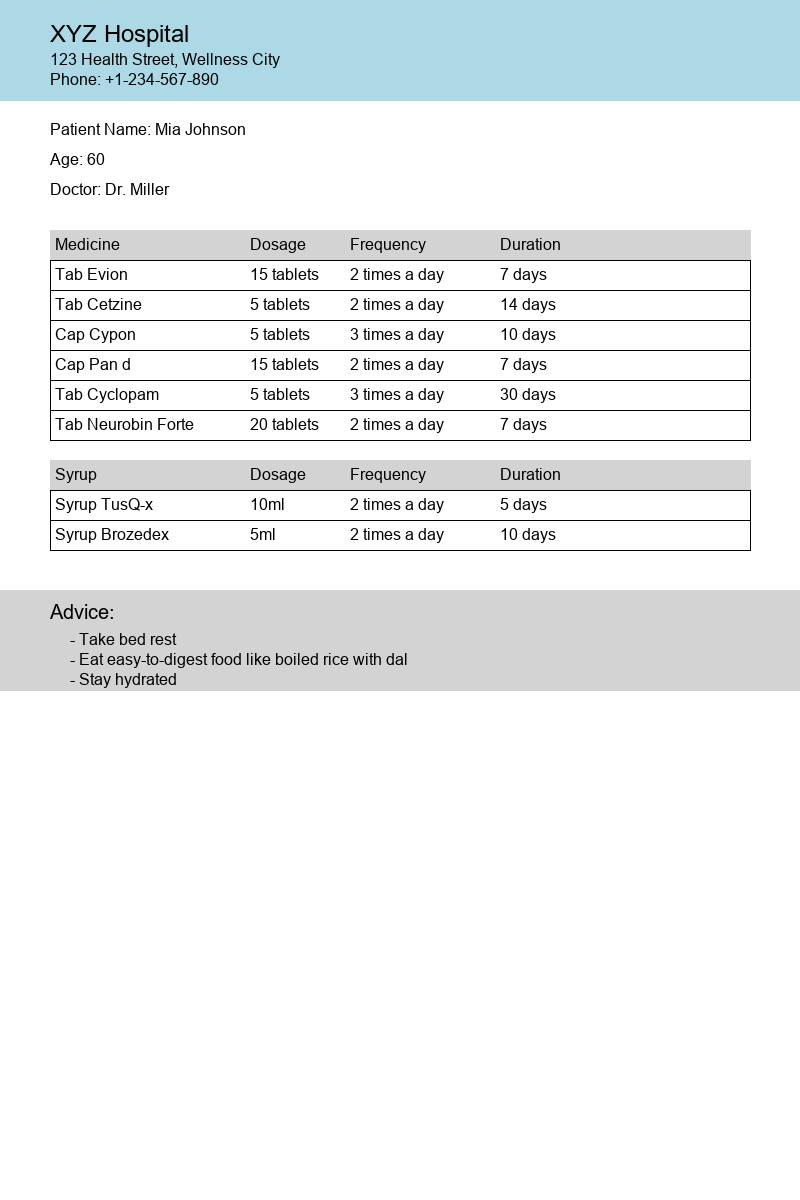 XYZ Hospital
123 Health Street, Wellness City
Phone: +1-234-567-890
Patient Name: Mia Johnson
Age: 60
Doctor: Dr. Miller
Medicine Dosage Frequency Duration
Tab Evion 15 tablets 2 times a day 7 days
Tab Cetzine 5 tablets 2 times a day 14 days
Cap Cypon 5 tablets 3 times a day 10 days
Cap Pan d 15 tablets 2 times a day 7 days
Tab Cyclopam 5 tablets 3 times a day 30 days
Tab Neurobin Forte 20 tablets 2 times a day 7 days
Syrup Dosage Frequency Duration
Syrup TusQ-x 10ml 2 times a day 5 days
Syrup Brozedex 5ml 2 times a day 10 days
Advice:
- Take bed rest
- Eat easy-to-digest food like boiled rice with dal
- Stay hydrated